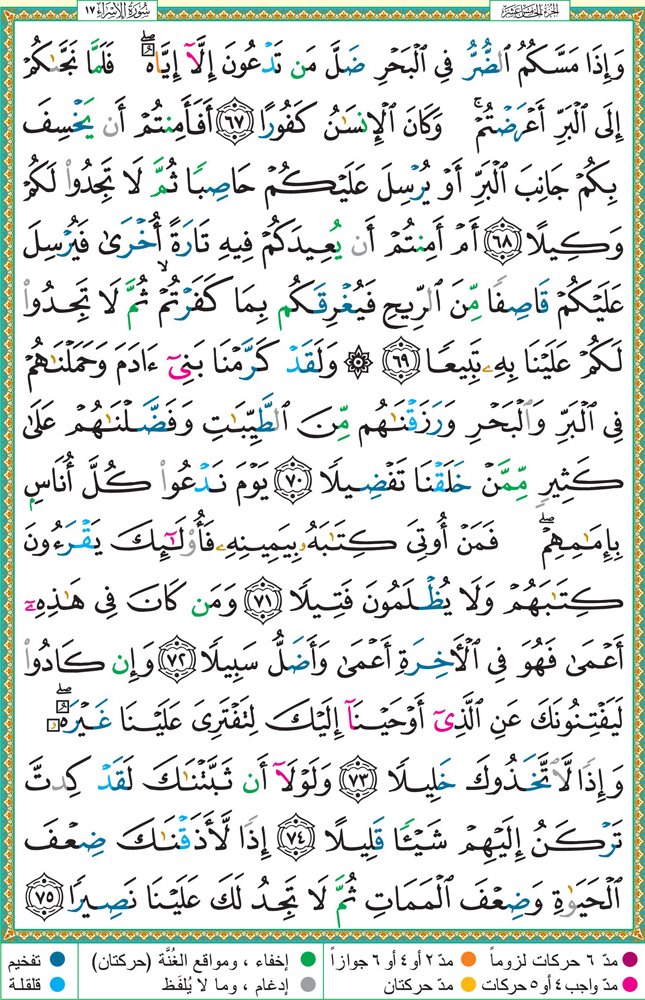 الجزء الخامس عشر
سُورَةُ الإِسْرَاءِ ١٧
وَإِذَا مَسَّكُمُ ٱلضُّرُّ فِى ٱلْبَحْرِ ضَلَّ مَن تَدْعُونَ إِلَّآ إِيَّاهُ ۖ فَلَمَّا نَجَّىٰكُمْ
إِلَى ٱلْبَرِّ أَعْرَضْتُمْ ۚ وَكَانَ ٱلْإِنسَٰنُ كَفُورًا ٦٧ أَفَأَمِنتُمْ أَن يَخْسِفَ
بِكُمْ جَانِبَ ٱلْبَرِّ أَوْ يُرْسِلَ عَلَيْكُمْ حَاصِبًا ثُمَّ لَا تَجِدُوا۟ لَكُمْ
وَكِيلًا ٦٨ أَمْ أَمِنتُمْ أَن يُعِيدَكُمْ فِيهِ تَارَةً أُخْرَىٰ فَيُرْسِلَ
عَلَيْكُمْ قَاصِفًا مِّنَ ٱلرِّيحِ فَيُغْرِقَكُم بِمَا كَفَرْتُمْ ۙ ثُمَّ لَا تَجِدُوا۟
لَكُمْ عَلَيْنَا بِهِۦ تَبِيعًا ٦٩ ۞ وَلَقَدْ كَرَّمْنَا بَنِىٓ ءَادَمَ وَحَمَلْنَٰهُمْ
فِى ٱلْبَرِّ وَٱلْبَحْرِ وَرَزَقْنَٰهُم مِّنَ ٱلطَّيِّبَٰتِ وَفَضَّلْنَٰهُمْ عَلَىٰ
كَثِيرٍ مِّمَّنْ خَلَقْنَا تَفْضِيلًا ٧٠ يَوْمَ نَدْعُوا۟ كُلَّ أُنَاسٍۭ
بِإِمَٰمِهِمْ ۖ فَمَنْ أُوتِىَ كِتَٰبَهُۥ بِيَمِينِهِۦ فَأُو۟لَٰٓئِكَ يَقْرَءُونَ
كِتَٰبَهُمْ وَلَا يُظْلَمُونَ فَتِيلًا ٧١ وَمَن كَانَ فِى هَٰذِهِۦٓ
أَعْمَىٰ فَهُوَ فِى ٱلْـَٔاخِرَةِ أَعْمَىٰ وَأَضَلُّ سَبِيلًا ٧٢ وَإِن كَادُوا۟
لَيَفْتِنُونَكَ عَنِ ٱلَّذِىٓ أَوْحَيْنَآ إِلَيْكَ لِتَفْتَرِىَ عَلَيْنَا غَيْرَهُۥ ۖ
وَإِذًا لَّٱتَّخَذُوكَ خَلِيلًا ٧٣ وَلَوْلَآ أَن ثَبَّتْنَٰكَ لَقَدْ كِدتَّ
تَرْكَنُ إِلَيْهِمْ شَيْـًٔا قَلِيلًا ٧٤ إِذًا لَّأَذَقْنَٰكَ ضِعْفَ
ٱلْحَيَوٰةِ وَضِعْفَ ٱلْمَمَاتِ ثُمَّ لَا تَجِدُ لَكَ عَلَيْنَا نَصِيرًا ٧٥
مدّ ٦ حركات لزوماً مدّ ٢ أو ٤ أو ٦ جوازاً إخفاء ، ومواقع الغُنَّة (حركتان) تفخيم
مدّ واجب ٤ أو ٥ حركات مدّ حركتان إدغام ، وما لا يُلفَظ قلقلة